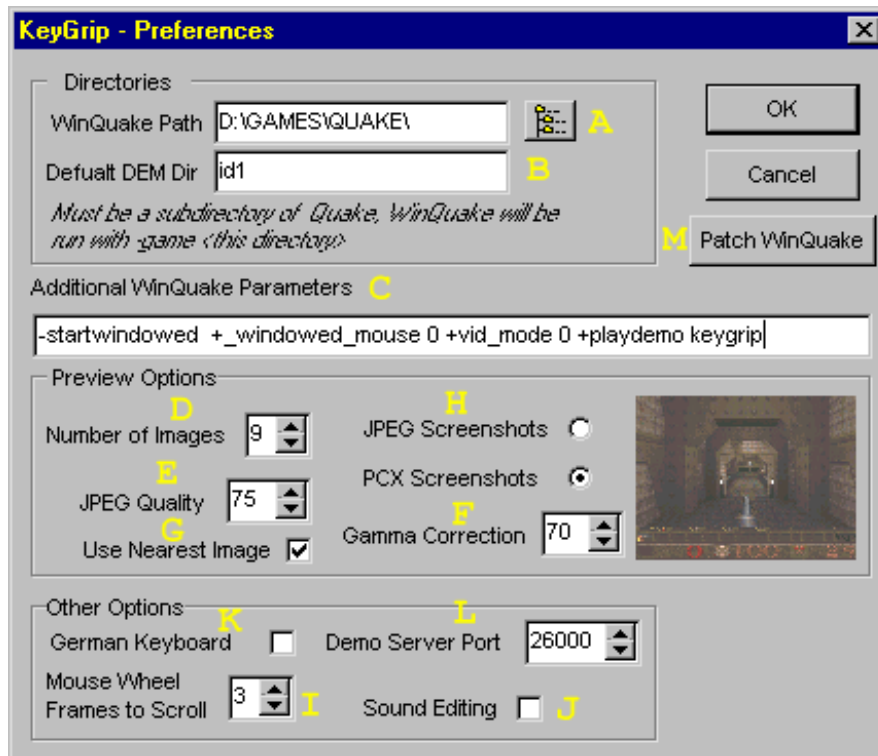 KeyGrip - Preferences
Directories
WinQuake Path D:\GAMES\QUAKE\ A
OK
Defualt DEM Dir id1 B
Cancel
Must be a subdirectory of Quake, WinQuake will be
run with -game <this directory>
M Patch WinQuake
Additional WinQuake Parameters C
-startwindowed +_windowed_mouse 0 +vid_mode 0 +playdemo keygrip
Preview Options
D
Number of Images 9
H
JPEG Screenshots
E
JPEG Quality 75
PCX Screenshots
G
Use Nearest Image
F
Gamma Correction 70
Other Options
K
German Keyboard
L
Demo Server Port 26000
Mouse Wheel
Frames to Scroll 3 I
Sound Editing J